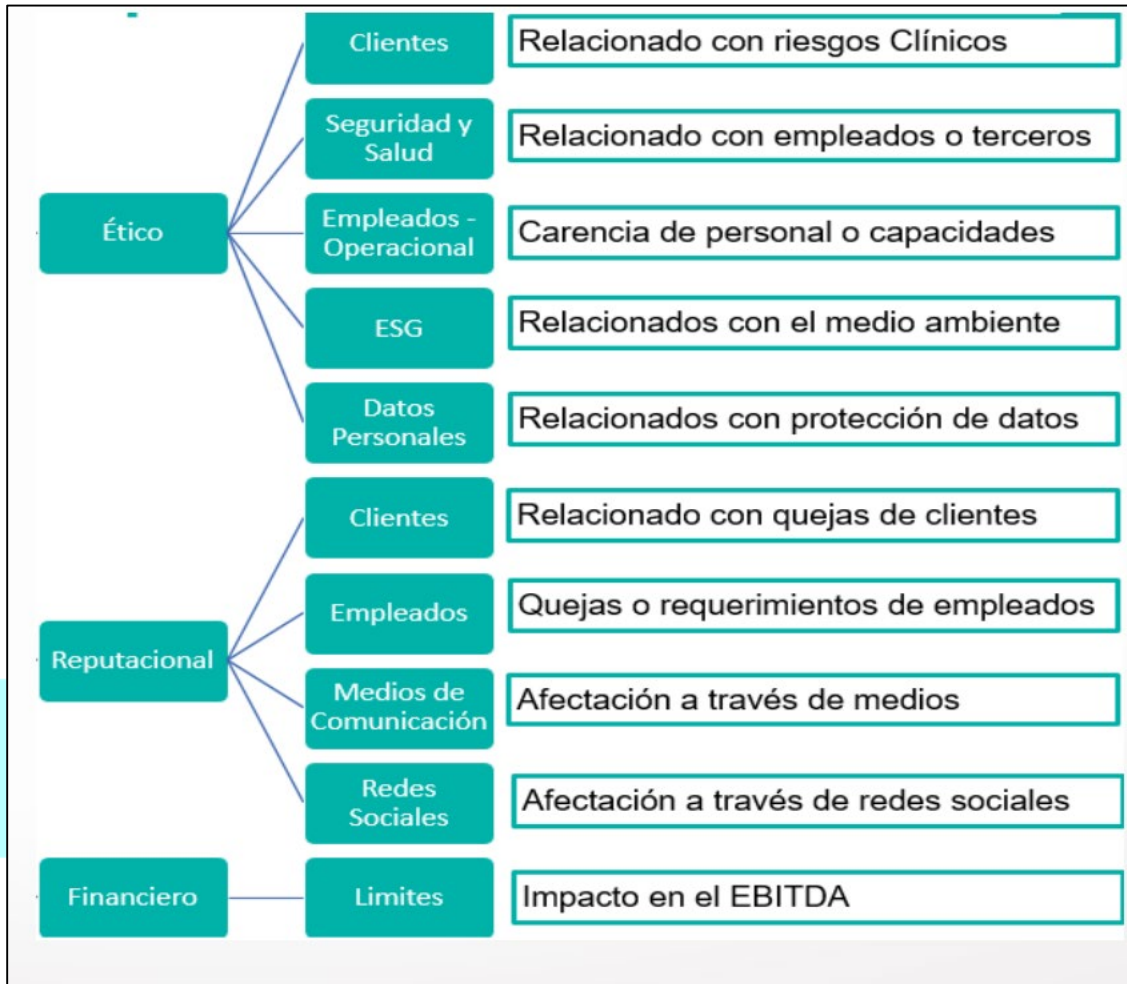 Clientes
Relacionado con riesgos Clínicos
Seguridad y
Salud
Relacionado con empleados o terceros
Ético
Empleados -
Operacional
Carencia de personal o capacidades
ESG
Relacionados con el medio ambiente
Datos
Personales
Relacionados con protección de datos
Clientes
Relacionado con quejas de clientes
Empleados
Quejas o requerimientos de empleados
Reputacional
Medios de
Comunicación
Afectación a través de medios
Redes
Sociales
Afectación a través de redes sociales
Financiero
Limites
Impacto en el EBITDA